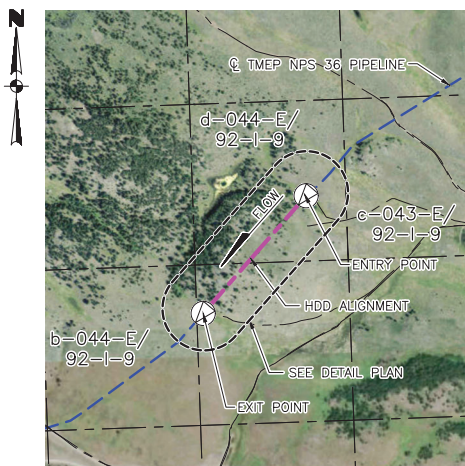 N
℄ TMEP NPS 36 PIPELINE
d-044-E/
92-I-9
FLOW
c-043-E/
92-I-9
ENTRY POINT
HDD ALIGNMENT
b-044-E/
92-I-9
SEE DETAIL PLAN
EXIT POINT